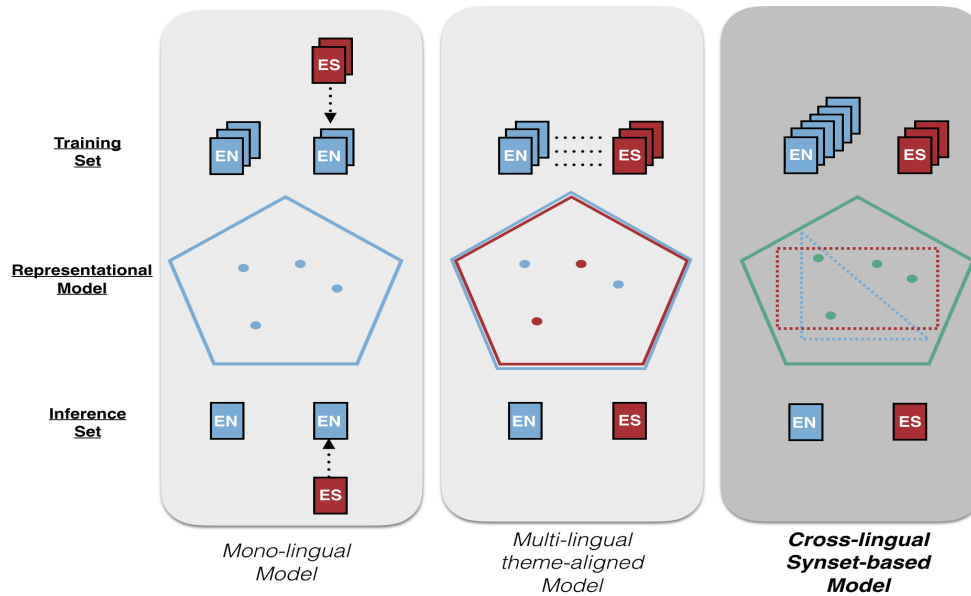 ES
Training
Set
EN
EN
EN
ES
EN
ES
Representational
Model
Inference
Set
EN
EN
EN
ES
EN
ES
ES
Mono-lingual
Model
Multi-lingual
theme-aligned
Model
Cross-lingual
Synset-based
Model